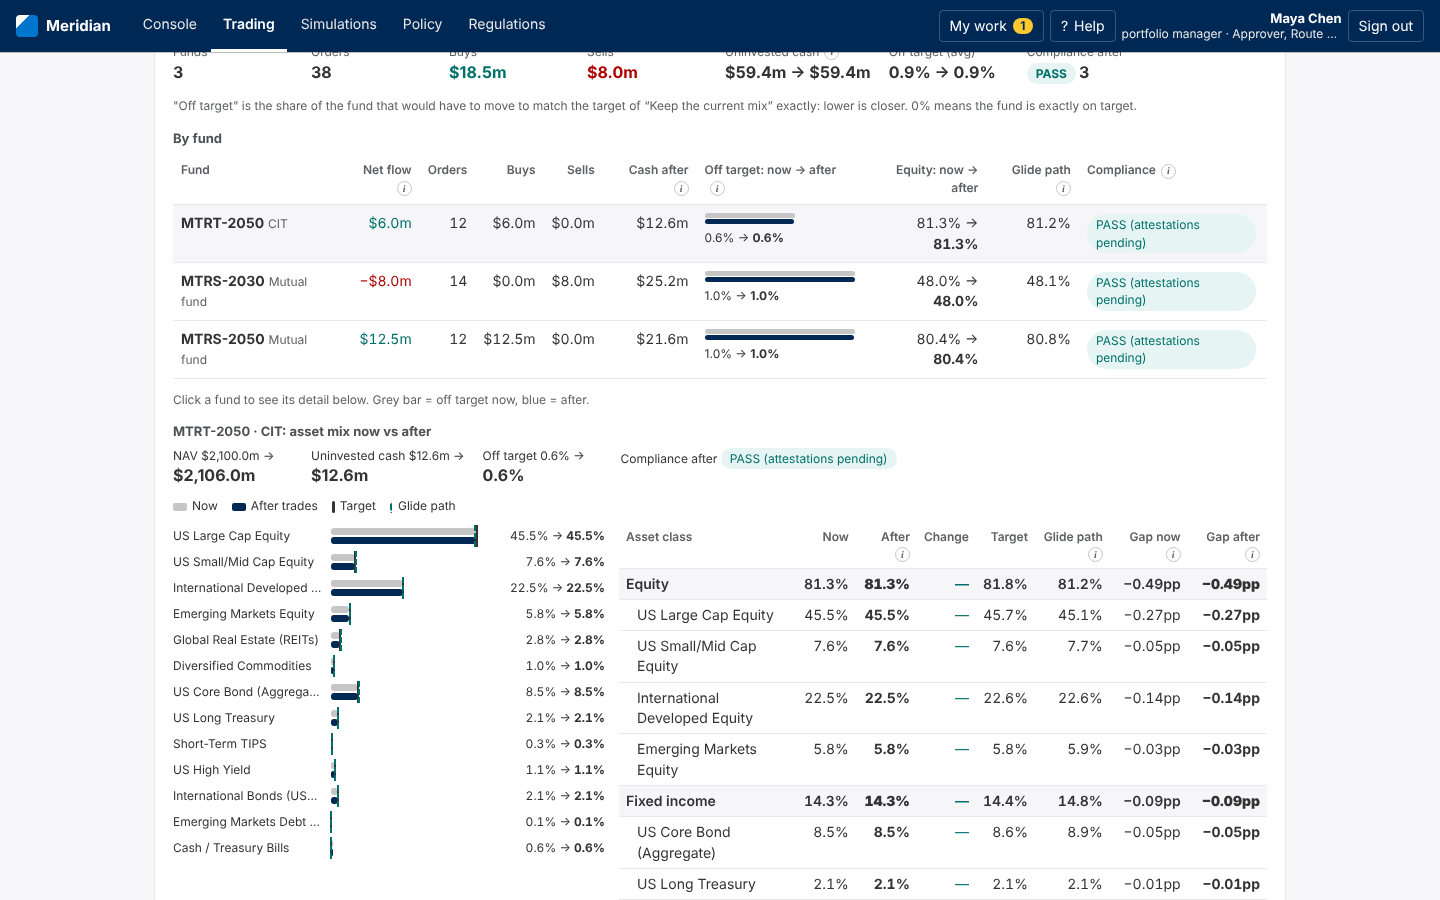 Meridian
Console
Trading
Simulations
Policy
Regulations
My work 1
? Help
Maya Chen
portfolio manager · Approver, Route ...
Sign out
Funds
Orders
Buys
Sells
Uninvested cash i
Off target (avg)
Compliance after
3
38
$18.5m
$8.0m
$59.4m → $59.4m
0.9% → 0.9%
PASS 3
"Off target" is the share of the fund that would have to move to match the target of “Keep the current mix” exactly: lower is closer. 0% means the fund is exactly on target.
By fund
Fund
Net flow i
Orders
Buys
Sells
Cash after i
Off target: now → after i
Equity: now → after
Glide path i
Compliance i
MTRT-2050 CIT
$6.0m
12
$6.0m
$0.0m
$12.6m
0.6% → 0.6%
81.3% → 81.3%
81.2%
PASS (attestations pending)
MTRS-2030 Mutual fund
−$8.0m
14
$0.0m
$8.0m
$25.2m
1.0% → 1.0%
48.0% → 48.0%
48.1%
PASS (attestations pending)
MTRS-2050 Mutual fund
$12.5m
12
$12.5m
$0.0m
$21.6m
1.0% → 1.0%
80.4% → 80.4%
80.8%
PASS (attestations pending)
Click a fund to see its detail below. Grey bar = off target now, blue = after.
MTRT-2050 · CIT: asset mix now vs after
NAV $2,100.0m →
$2,106.0m
Uninvested cash $12.6m →
$12.6m
Off target 0.6% →
0.6%
Compliance after PASS (attestations pending)
Now
After trades
Target
Glide path
US Large Cap Equity 45.5% → 45.5%
US Small/Mid Cap Equity 7.6% → 7.6%
International Developed ... 22.5% → 22.5%
Emerging Markets Equity 5.8% → 5.8%
Global Real Estate (REITs) 2.8% → 2.8%
Diversified Commodities 1.0% → 1.0%
US Core Bond (Aggrega... 8.5% → 8.5%
US Long Treasury 2.1% → 2.1%
Short-Term TIPS 0.3% → 0.3%
US High Yield 1.1% → 1.1%
International Bonds (US... 2.1% → 2.1%
Emerging Markets Debt ... 0.1% → 0.1%
Cash / Treasury Bills 0.6% → 0.6%
Asset class
Now
After i
Change
Target
Glide path i
Gap now i
Gap after i
Equity 81.3% 81.3% — 81.8% 81.2% −0.49pp −0.49pp
US Large Cap Equity 45.5% 45.5% — 45.7% 45.1% −0.27pp −0.27pp
US Small/Mid Cap Equity 7.6% 7.6% — 7.6% 7.7% −0.05pp −0.05pp
International Developed Equity 22.5% 22.5% — 22.6% 22.6% −0.14pp −0.14pp
Emerging Markets Equity 5.8% 5.8% — 5.8% 5.9% −0.03pp −0.03pp
Fixed income 14.3% 14.3% — 14.4% 14.8% −0.09pp −0.09pp
US Core Bond (Aggregate) 8.5% 8.5% — 8.6% 8.9% −0.05pp −0.05pp
US Long Treasury 2.1% 2.1% — 2.1% 2.1% −0.01pp −0.01pp